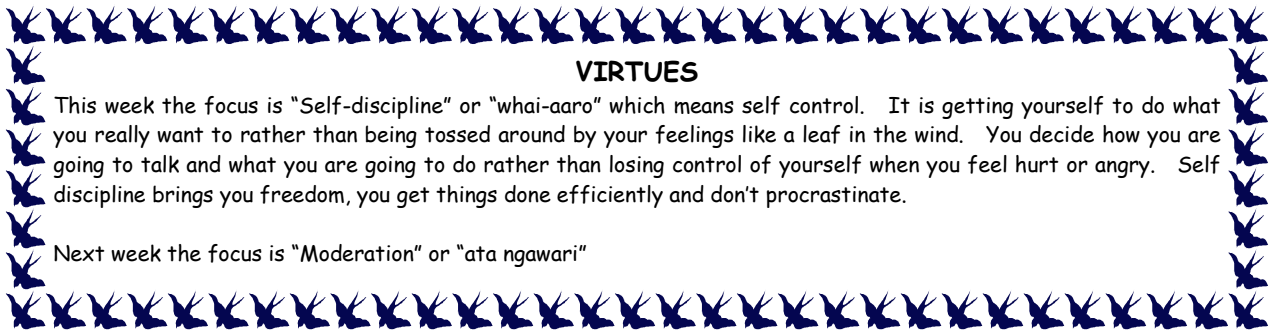 VIRTUES
This week the focus is “Self-discipline” or “whai-aaro” which means self control. It is getting yourself to do what
you really want to rather than being tossed around by your feelings like a leaf in the wind. You decide how you are
going to talk and what you are going to do rather than losing control of yourself when you feel hurt or angry. Self
discipline brings you freedom, you get things done efficiently and don’t procrastinate.
Next week the focus is “Moderation” or “ata ngawari”